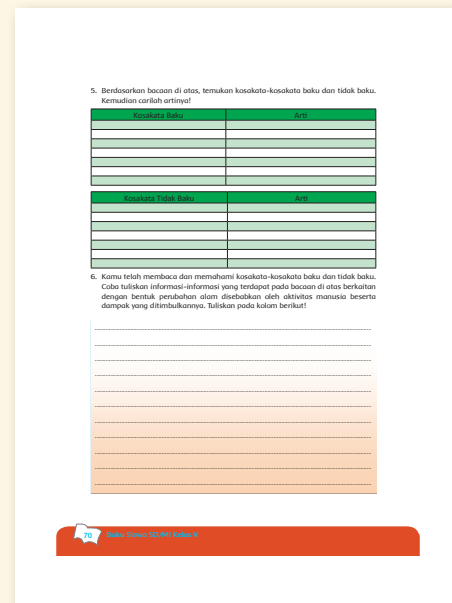 5. Berdasarkan bacaan di atas, temukan kosakata-kosakata baku dan tidak baku.
Kemudian carilah artinya!
Kosakata Baku Arti
Kosakata Tidak Baku Arti
6. Kamu telah membaca dan memahami kosakata-kosakata baku dan tidak baku.
Coba tuliskan informasi-informasi yang terdapat pada bacaan di atas berkaitan
dengan bentuk perubahan alam disebabkan oleh aktivitas manusia beserta
dampak yang ditimbulkannya. Tuliskan pada kolom berikut!
70 Buku Siswa SD/MI Kelas V